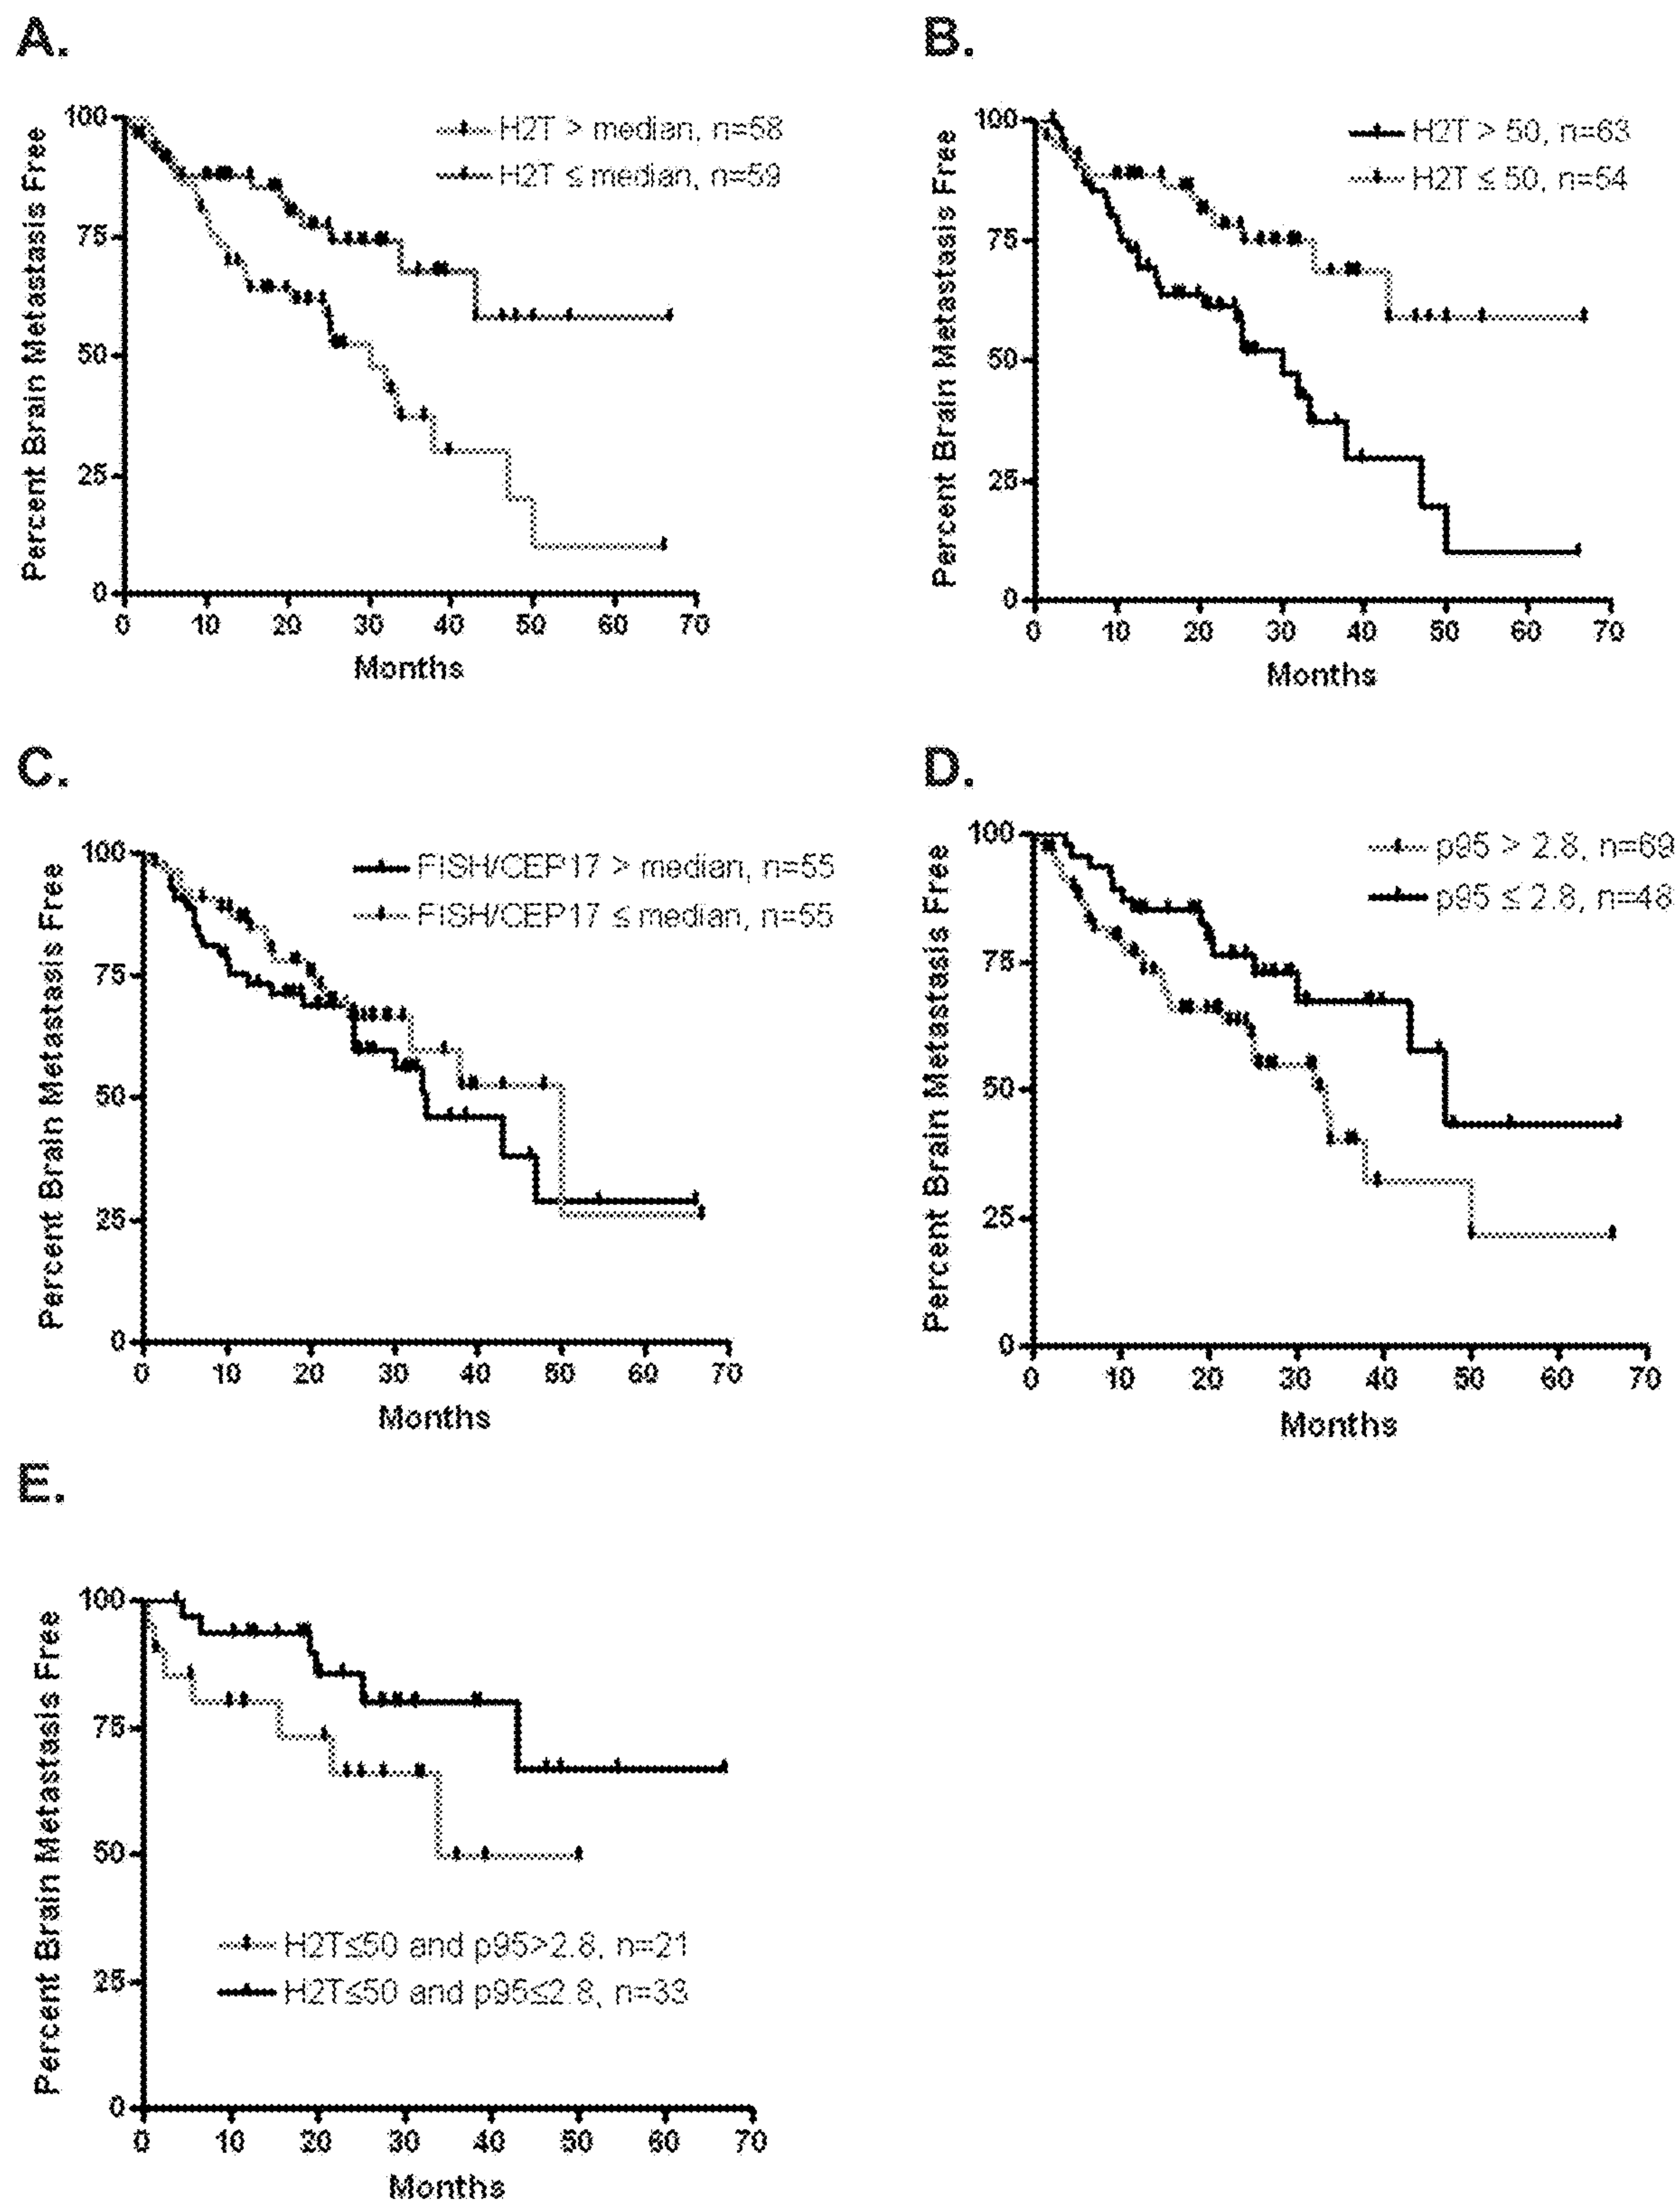 A.
Percent Brain Metastasis Free
100
75
50
25
0
H2T > median, n=58
H2T ≤ median, n=59
0 10 20 30 40 50 60 70
Months
B.
Percent Brain Metastasis Free
100
75
50
25
0
H2T > 50, n=63
H2T ≤ 50, n=54
0 10 20 30 40 50 60 70
Months
C.
Percent Brain Metastasis Free
100
75
50
25
0
FISH/CEP17 > median, n=55
FISH/CEP17 ≤ median, n=55
0 10 20 30 40 50 60 70
Months
D.
Percent Brain Metastasis Free
100
75
50
25
0
p95 > 2.8, n=69
p95 ≤ 2.8, n=48
0 10 20 30 40 50 60 70
Months
E.
Percent Brain Metastasis Free
100
75
50
25
0
H2T≤50 and p95>2.8, n=21
H2T≤50 and p95≤2.8, n=33
0 10 20 30 40 50 60 70
Months